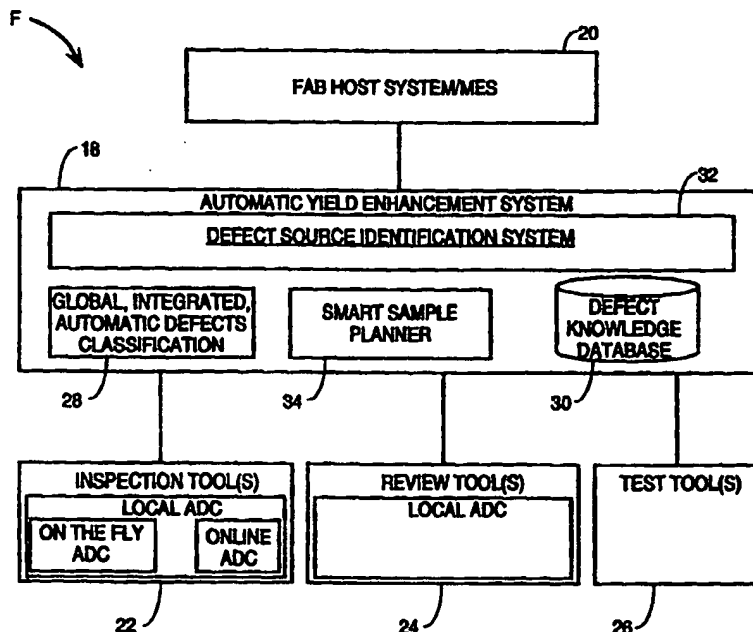 F
20
FAB HOST SYSTEM/MES
18
32
AUTOMATIC YIELD ENHANCEMENT SYSTEM
DEFECT SOURCE IDENTIFICATION SYSTEM
GLOBAL, INTEGRATED,
AUTOMATIC DEFECTS
CLASSIFICATION
SMART SAMPLE
PLANNER
DEFECT
KNOWLEDGE
DATABASE
28
34
30
INSPECTION TOOL(S)
LOCAL ADC
ON THE FLY
ADC
ONLINE
ADC
REVIEW TOOL(S)
LOCAL ADC
TEST TOOL(S)
22
24
26